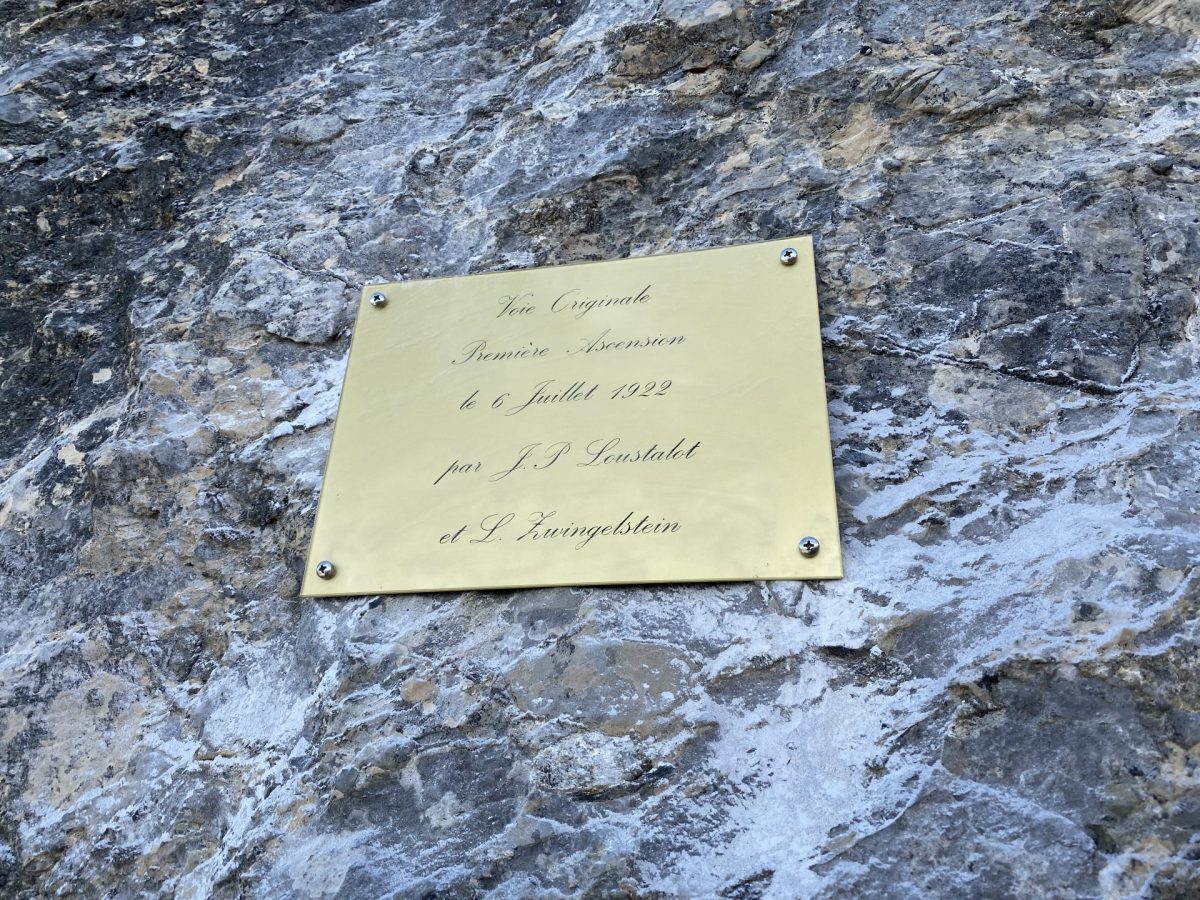 Voie Originale
Première Ascension
le 6 Juillet 1922
par J.P Loustalot
et L. Zwingelstein